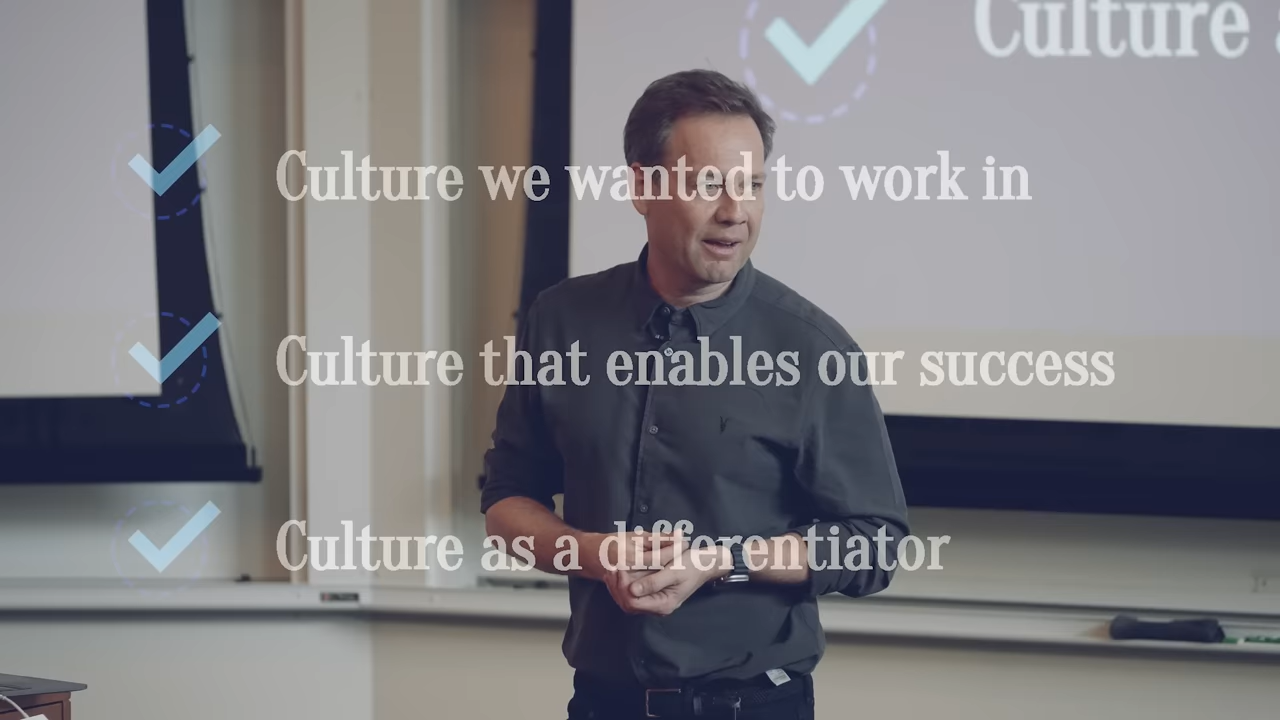 Culture
Culture we wanted to work in
Culture that enables our success
Culture as a differentiator